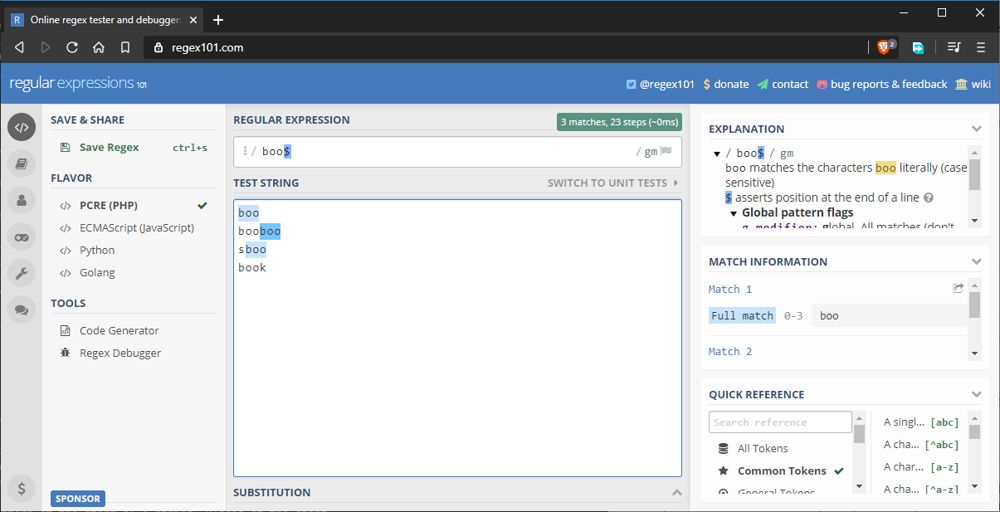 R Online regex tester and debugger:
regex101.com
2
regular expressions 101
@regex101 $ donate contact bug reports & feedback wiki
SAVE & SHARE
Save Regex ctrl+s
FLAVOR
</> PCRE (PHP)
</> ECMAScript (JavaScript)
</> Python
</> Golang
TOOLS
Code Generator
Regex Debugger
$
SPONSOR
REGULAR EXPRESSION
3 matches, 23 steps (~0ms)
/ boo$ / gm
TEST STRING SWITCH TO UNIT TESTS
boo
booboo
sboo
book
SUBSTITUTION
EXPLANATION
/ boo$ / gm
boo matches the characters boo literally (case
sensitive)
$ asserts position at the end of a line
Global pattern flags
g modifier: global. All matches (don't
MATCH INFORMATION
Match 1
Full match 0-3 boo
Match 2
QUICK REFERENCE
Search reference
All Tokens
Common Tokens
General Tokens
A singl... [abc]
A cha... [^abc]
A char... [a-z]
A cha... [^a-z]